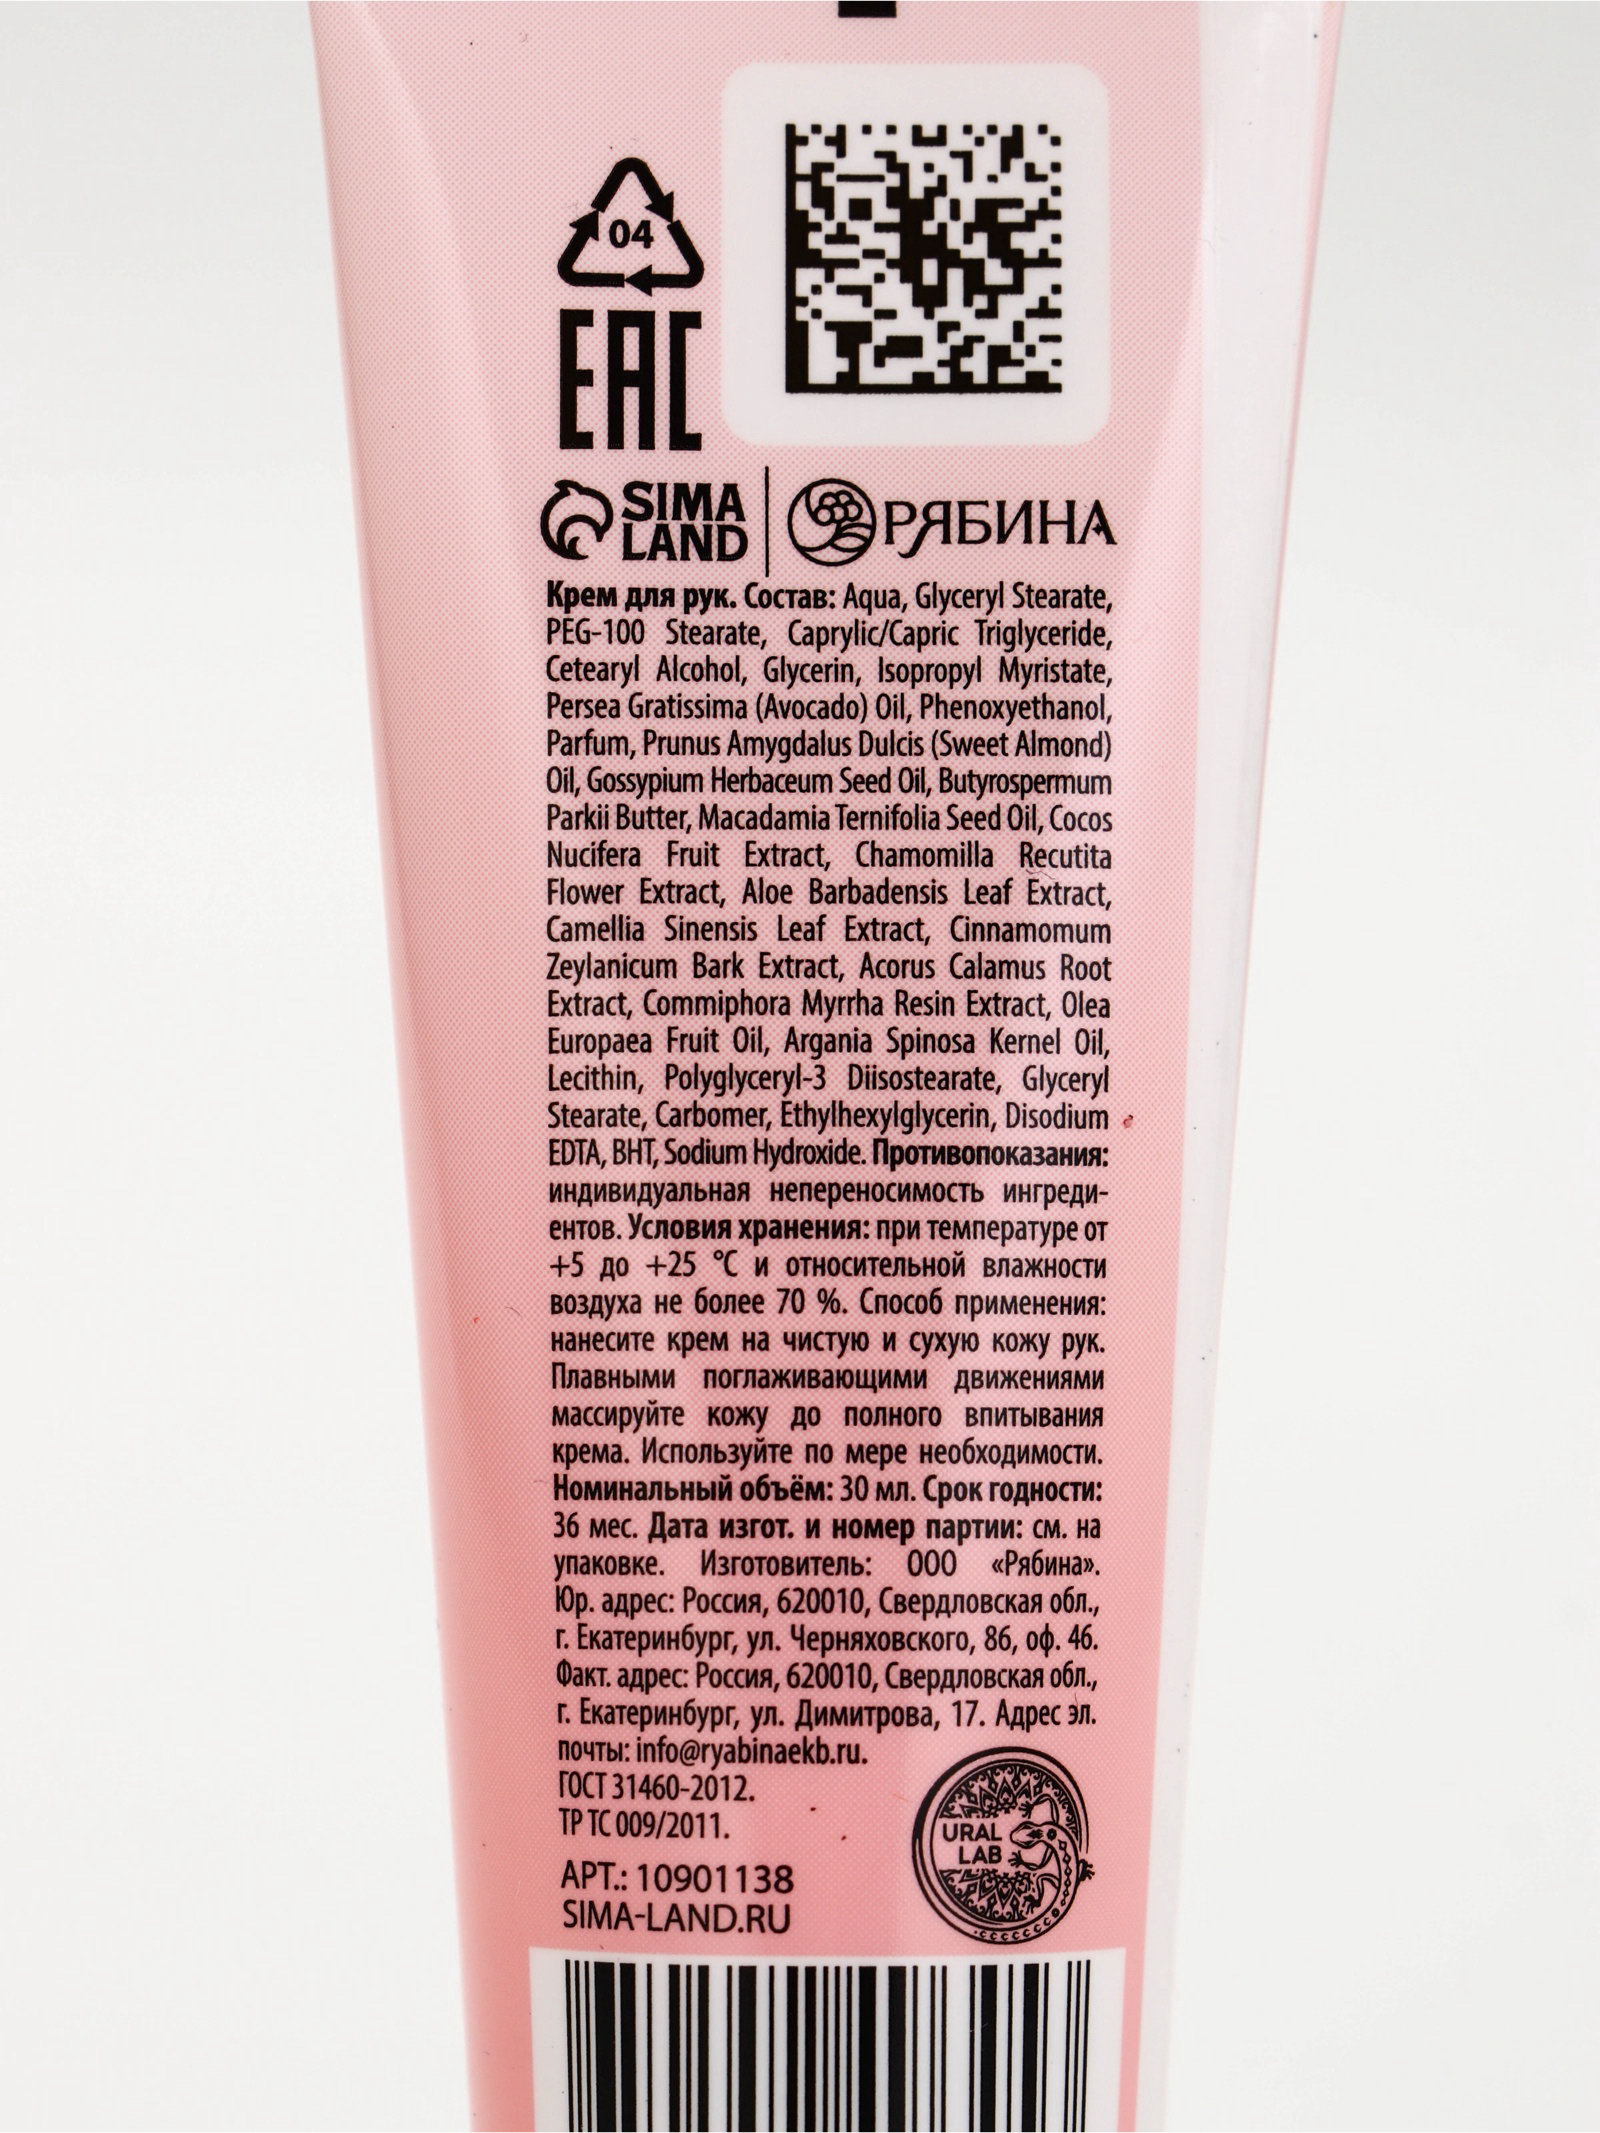 04
EAC
SIMA
LAND
РЯБИНА
Крем для рук. Состав: Aqua, Glyceryl Stearate,
PEG-100 Stearate, Caprylic/Capric Triglyceride,
Cetearyl Alcohol, Glycerin, Isopropyl Myristate,
Persea Gratissima (Avocado) Oil, Phenoxyethanol,
Parfum, Prunus Amygdalus Dulcis (Sweet Almond)
Oil, Gossypium Herbaceum Seed Oil, Butyrospermum
Parkii Butter, Macadamia Ternifolia Seed Oil, Cocos
Nucifera Fruit Extract, Chamomilla Recutita
Flower Extract, Aloe Barbadensis Leaf Extract,
Camellia Sinensis Leaf Extract, Cinnamomum
Zeylanicum Bark Extract, Acorus Calamus Root
Extract, Commiphora Myrrha Resin Extract, Olea
Europaea Fruit Oil, Argania Spinosa Kernel Oil,
Lecithin, Polyglyceryl-3 Diisostearate, Glyceryl
Stearate, Carbomer, Ethylhexylglycerin, Disodium
EDTA, BHT, Sodium Hydroxide. Противопоказания:
индивидуальная непереносимость ингреди-
ентов. Условия хранения: при температуре от
+5 до +25 °C и относительной влажности
воздуха не более 70 %. Способ применения:
нанесите крем на чистую и сухую кожу рук.
Плавными поглаживающими движениями
массируйте кожу до полного впитывания
крема. Используйте по мере необходимости.
Номинальный объём: 30 мл. Срок годности:
36 мес. Дата изгот. и номер партии: см. на
упаковке. Изготовитель: ООО «Рябина».
Юр. адрес: Россия, 620010, Свердловская обл.,
г. Екатеринбург, ул. Черняховского, 86, оф. 46.
Факт. адрес: Россия, 620010, Свердловская обл.,
г. Екатеринбург, ул. Димитрова, 17. Адрес эл.
почты: info@ryabinaekb.ru.
ГОСТ 31460-2012.
ТР ТС 009/2011.
URAL
LAB
АРТ.: 10901138
SIMA-LAND.RU